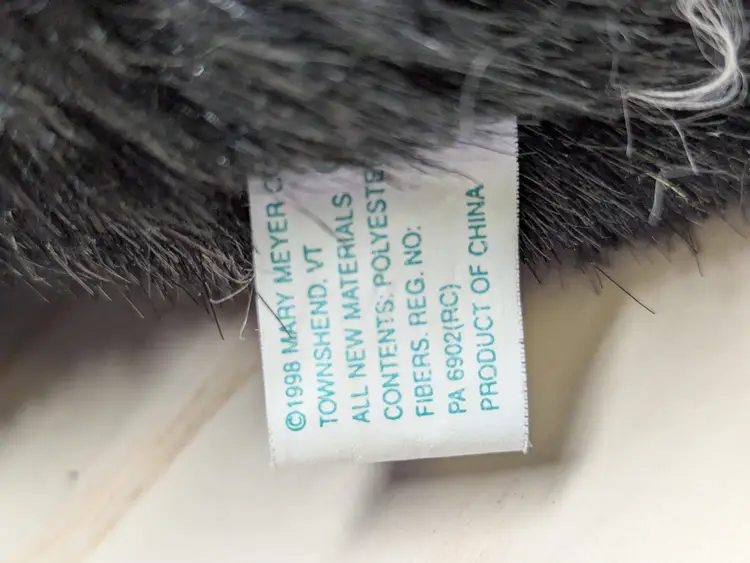 ©1998 MARY MEYER C
TOWNSHEND, VT
ALL NEW MATERIALS
CONTENTS: POLYESTE
FIBERS. REG. NO:
PA 6902(RC)
PRODUCT OF CHINA